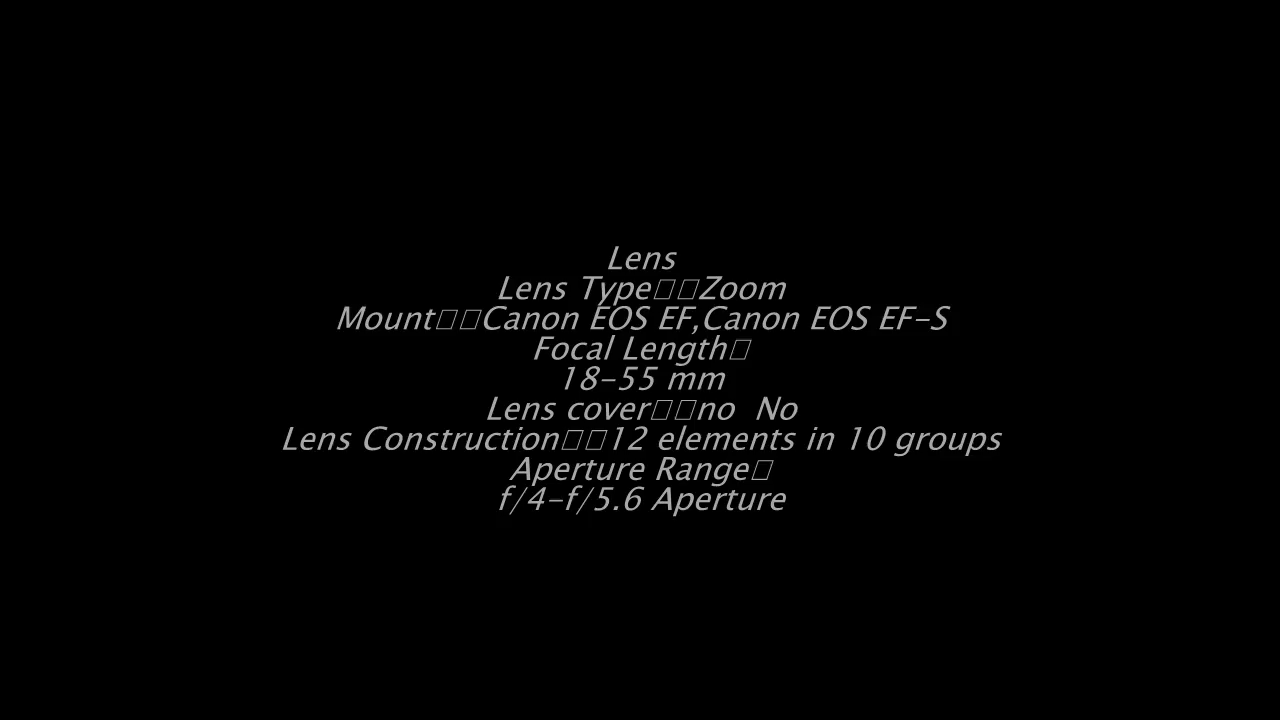 Lens
Lens Type□□Zoom
Mount□□Canon EOS EF,Canon EOS EF-S
Focal Length□
18-55 mm
Lens cover□□no  No
Lens Construction□□12 elements in 10 groups
Aperture Range□
f/4-f/5.6 Aperture